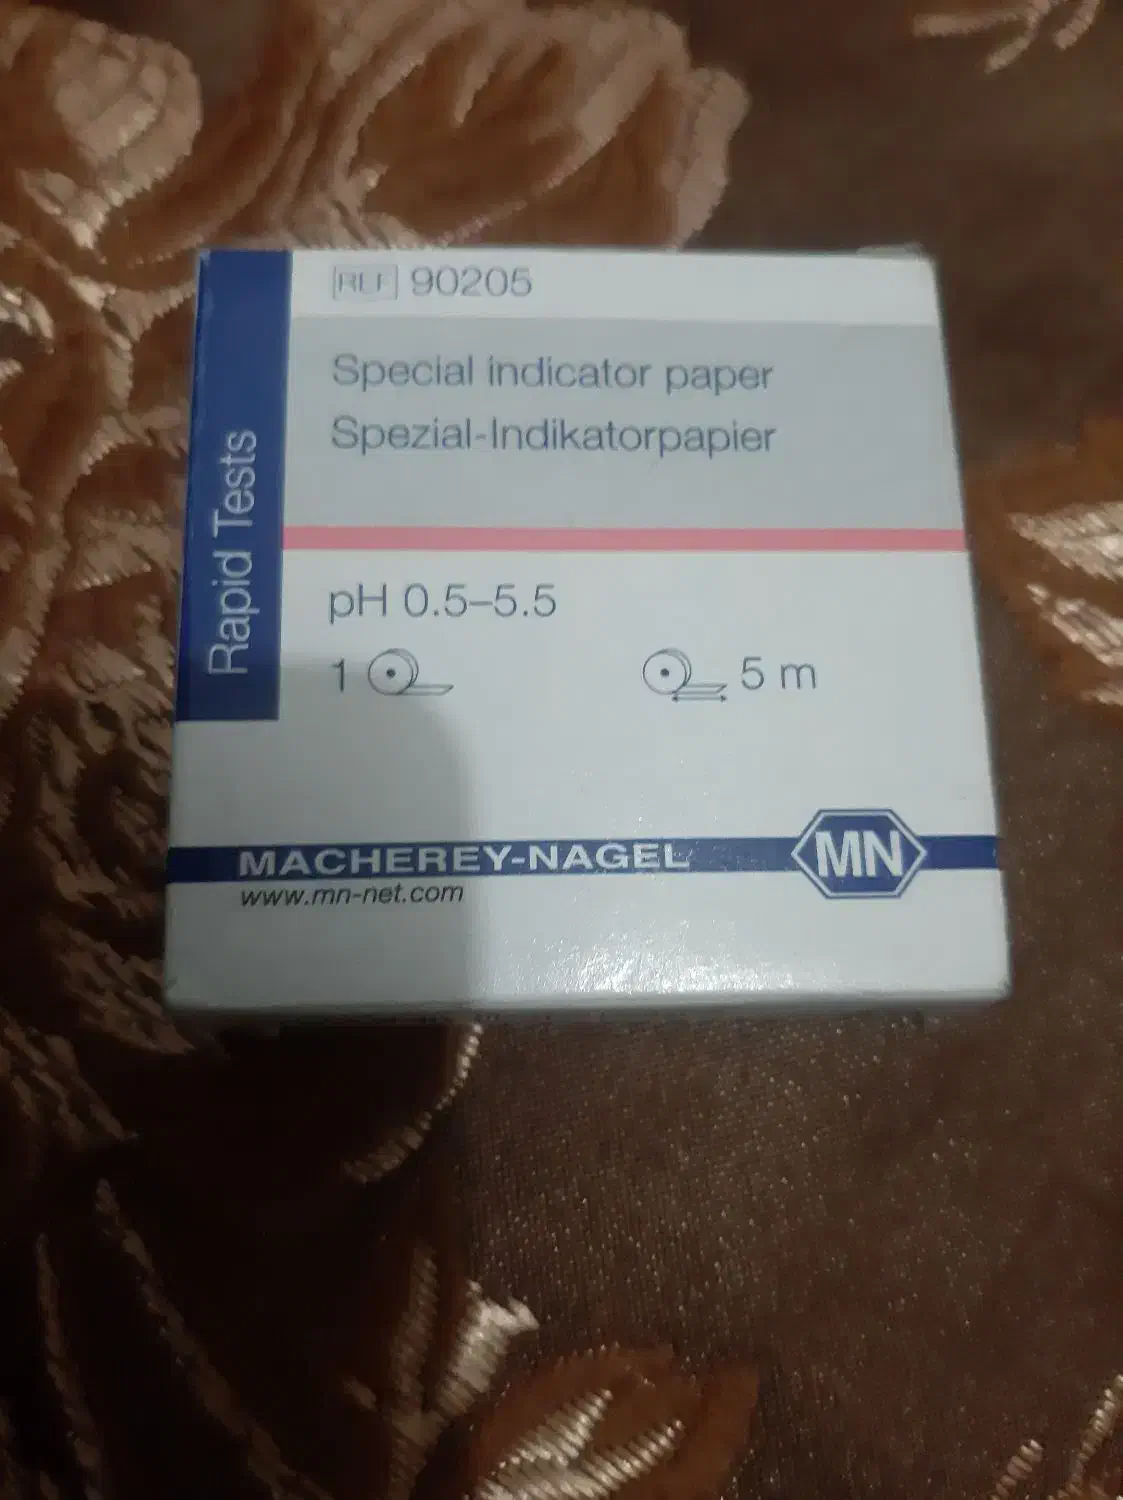 REF 90205
Special indicator paper
Spezial-Indikatorpapier
Rapid Tests
pH 0.5–5.5
1
5 m
MACHEREY-NAGEL
MN
www.mn-net.com